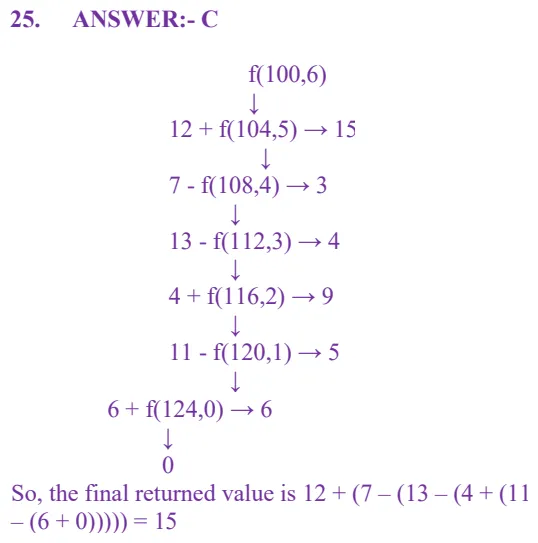 25. ANSWER:- C
f(100,6)
↓
12 + f(104,5) → 15
↓
7 - f(108,4) → 3
↓
13 - f(112,3) → 4
↓
4 + f(116,2) → 9
↓
11 - f(120,1) → 5
↓
6 + f(124,0) → 6
↓
0
So, the final returned value is 12 + (7 – (13 – (4 + (11
– (6 + 0))))) = 15